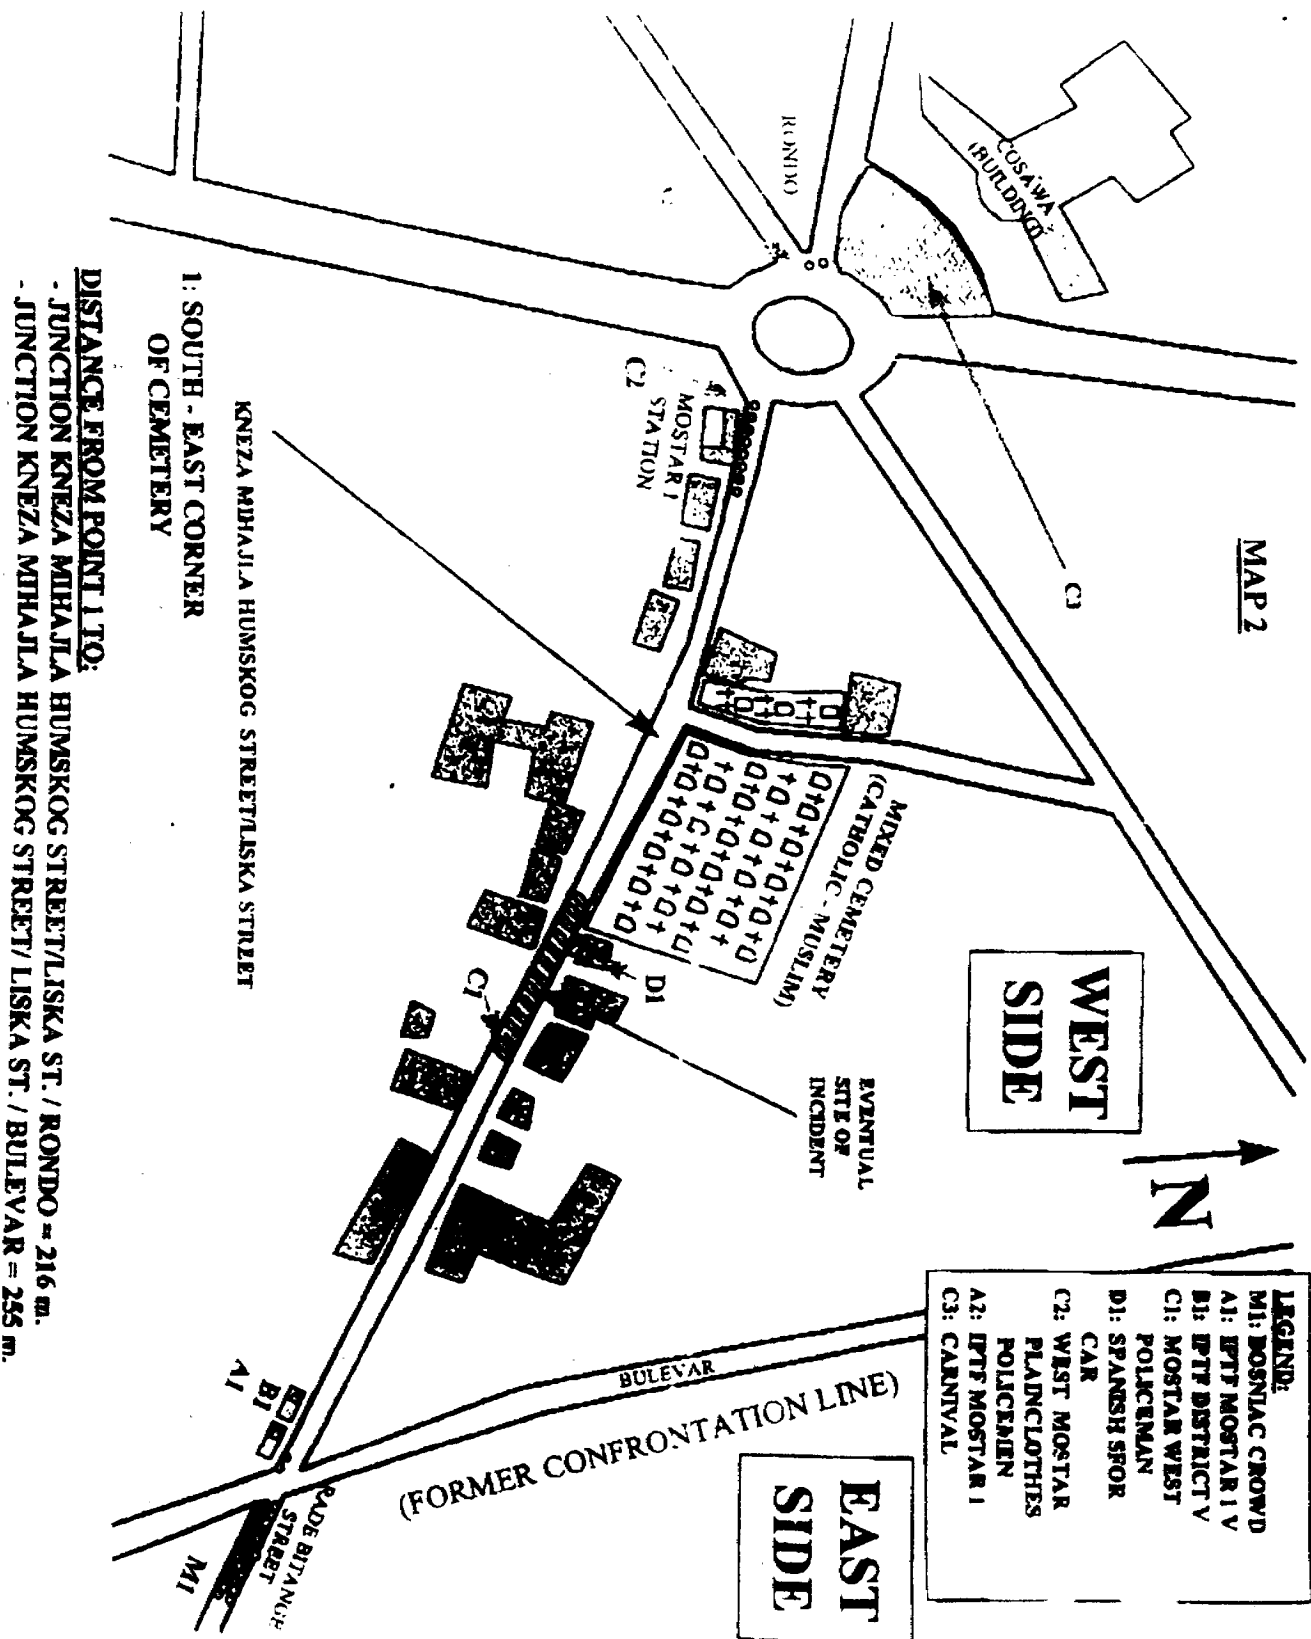 MAP 2
COSAWA
(BUILDING)
RONDO
C3
WEST
SIDE
N
LEGEND:
M1: BOSNIAC CROWD
A1: IPTF MOSTAR I V
B1: IPTF DISTRICT V
C1: MOSTAR WEST
POLICEMAN
D1: SPANISH SFOR
CAR
C2: WEST MOSTAR
PLAINCLOTHES
POLICEMEN
A2: IPTF MOSTAR I
C3: CARNIVAL
MIXED CEMETERY
(CATHOLIC - MUSLIM)
MOSTAR I
STATION
C2
D1
EVENTUAL
SITE OF
INCIDENT
C1
BULEVAR
(FORMER CONFRONTATION LINE)
EAST
SIDE
KNEZA MIHAJLA HUMSKOG STREET/LISKA STREET
1: SOUTH - EAST CORNER
OF CEMETERY
B1
A1
STREET
M1
DISTANCE FROM POINT 1 TO:
- JUNCTION KNEZA MIHAJLA HUMSKOG STREET/LISKA ST. / RONDO = 216 m.
- JUNCTION KNEZA MIHAJLA HUMSKOG STREET/ LISKA ST. / BULEVAR = 255 m.